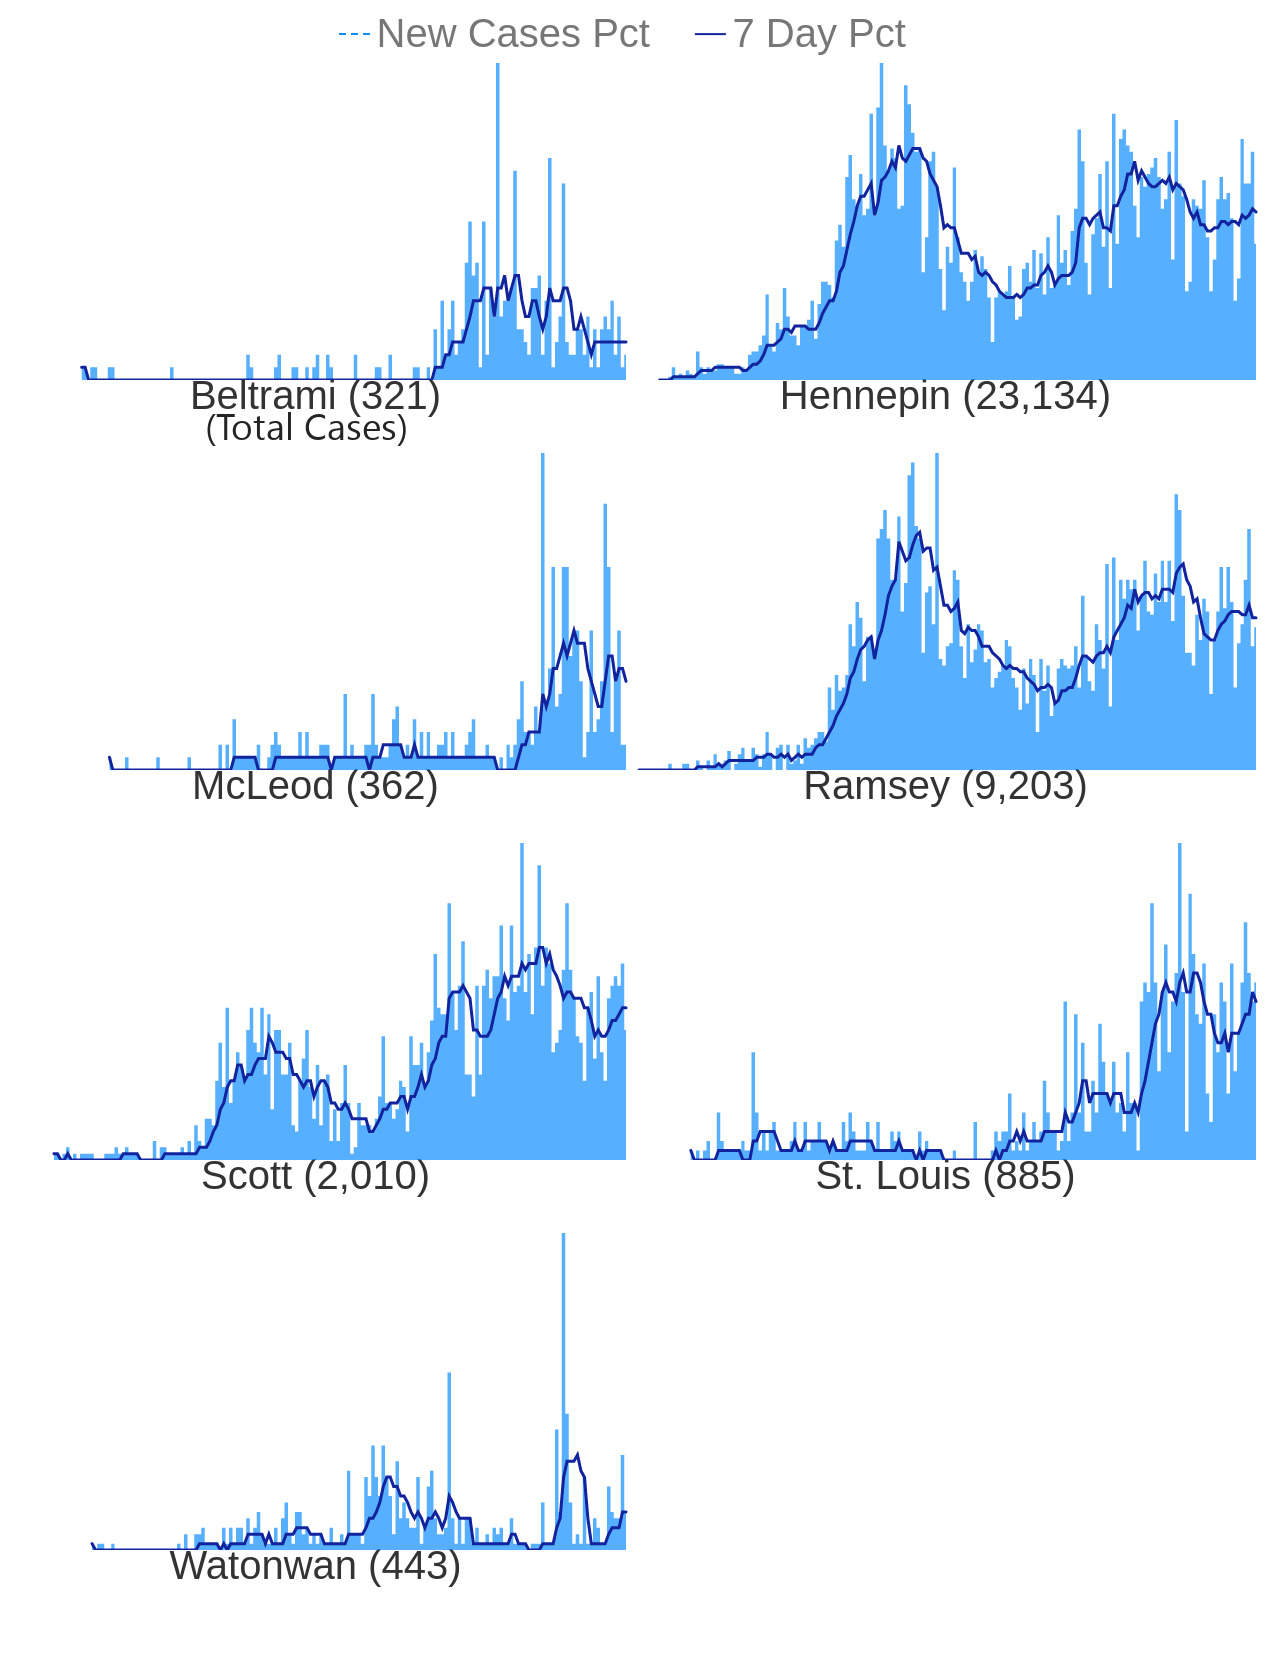 New Cases Pct 7 Day Pct
Beltrami (321) Hennepin (23,134)
(Total Cases)
McLeod (362) Ramsey (9,203)
Scott (2,010) St. Louis (885)
Watonwan (443)